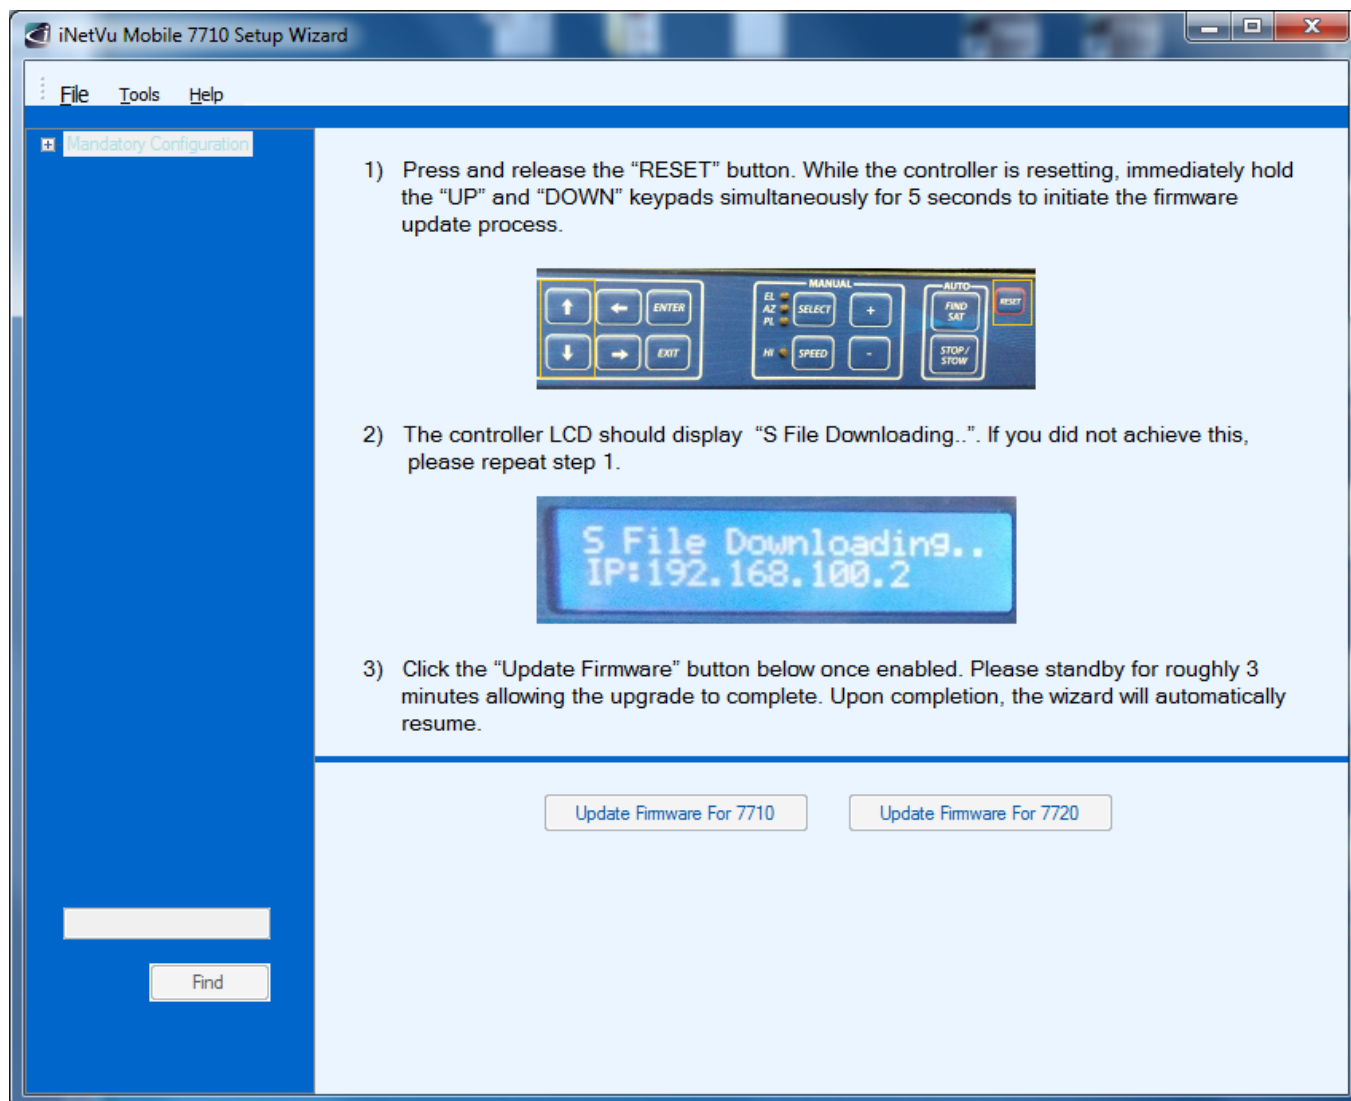 iNetVu Mobile 7710 Setup Wizard
File Tools Help
Mandatory Configuration
1) Press and release the “RESET” button. While the controller is resetting, immediately hold
the “UP” and “DOWN” keypads simultaneously for 5 seconds to initiate the firmware
update process.
MANUAL
AUTO
ENTER
EL
AZ
PL
SELECT
+
FIND
SAT
RESET
EXIT
HI
SPEED
-
STOP/
STOW
2) The controller LCD should display “S File Downloading..”. If you did not achieve this,
please repeat step 1.
S File Downloading..
IP:192.168.100.2
3) Click the “Update Firmware” button below once enabled. Please standby for roughly 3
minutes allowing the upgrade to complete. Upon completion, the wizard will automatically
resume.
Update Firmware For 7710
Update Firmware For 7720
Find